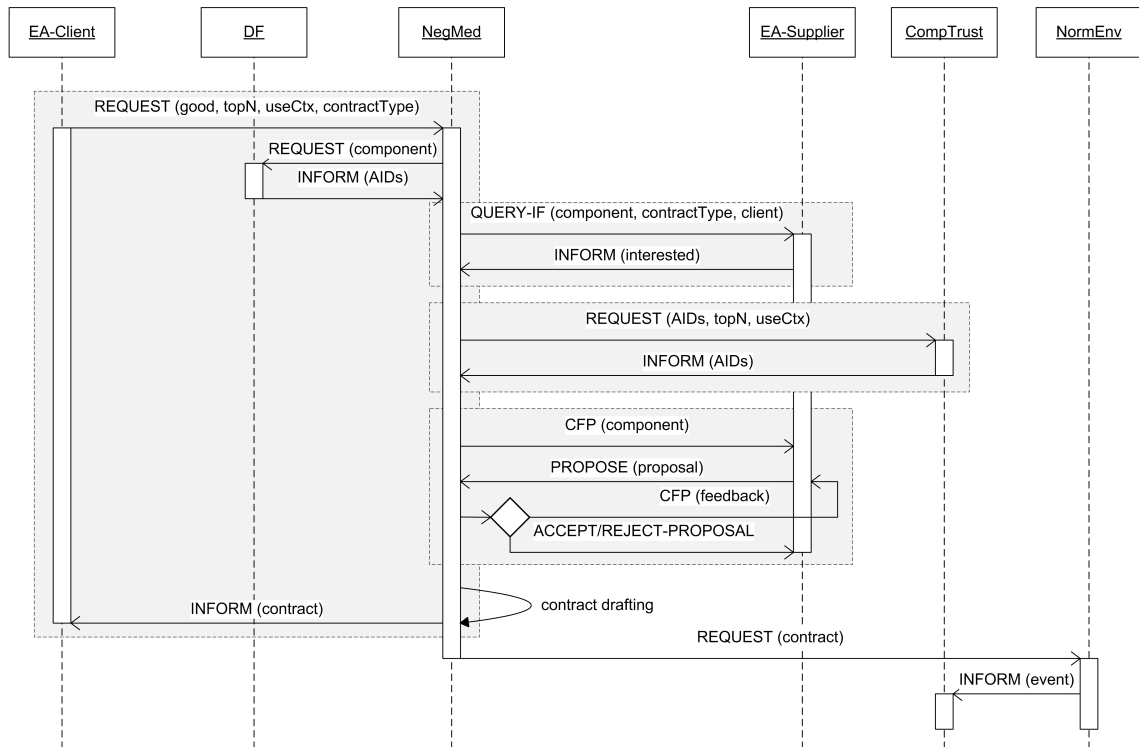 EA-Client
DF
NegMed
EA-Supplier
CompTrust
NormEnv
REQUEST (good, topN, useCtx, contractType)
REQUEST (component)
INFORM (AIDs)
QUERY-IF (component, contractType, client)
INFORM (interested)
REQUEST (AIDs, topN, useCtx)
INFORM (AIDs)
CFP (component)
PROPOSE (proposal)
CFP (feedback)
ACCEPT/REJECT-PROPOSAL
contract drafting
INFORM (contract)
REQUEST (contract)
INFORM (event)